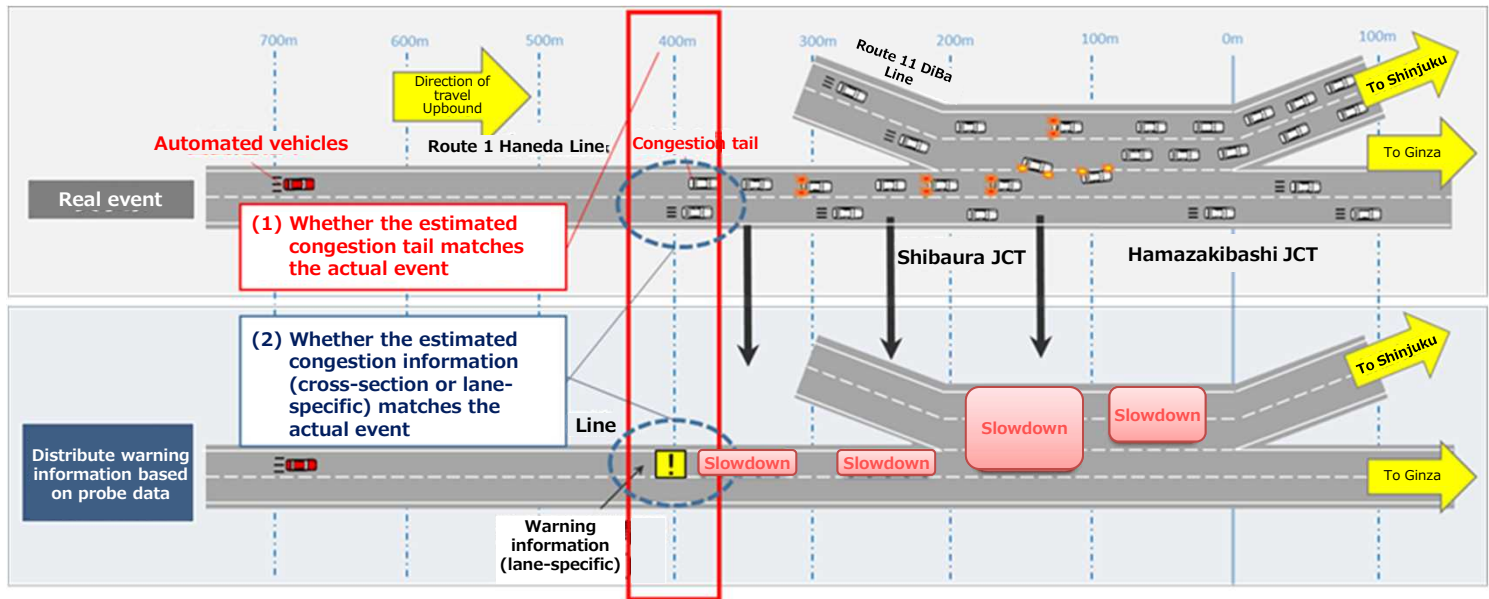 700m
600m
500m
400m
300m
200m
100m
0m
100m
Direction of
travel
Upbound
Route 11 DiBa
Line
To Shinjuku
Automated vehicles
Route 1 Haneda Line
Congestion tail
To Ginza
Real event
(1) Whether the estimated
congestion tail matches
the actual event
Shibaura JCT
Hamazakibashi JCT
(2) Whether the estimated
congestion information
(cross-section or lane-
specific) matches the
actual event
To Shinjuku
Line
Slowdown
Slowdown
Distribute warning
information based
on probe data
!
Slowdown
Slowdown
To Ginza
Warning
information
(lane-specific)